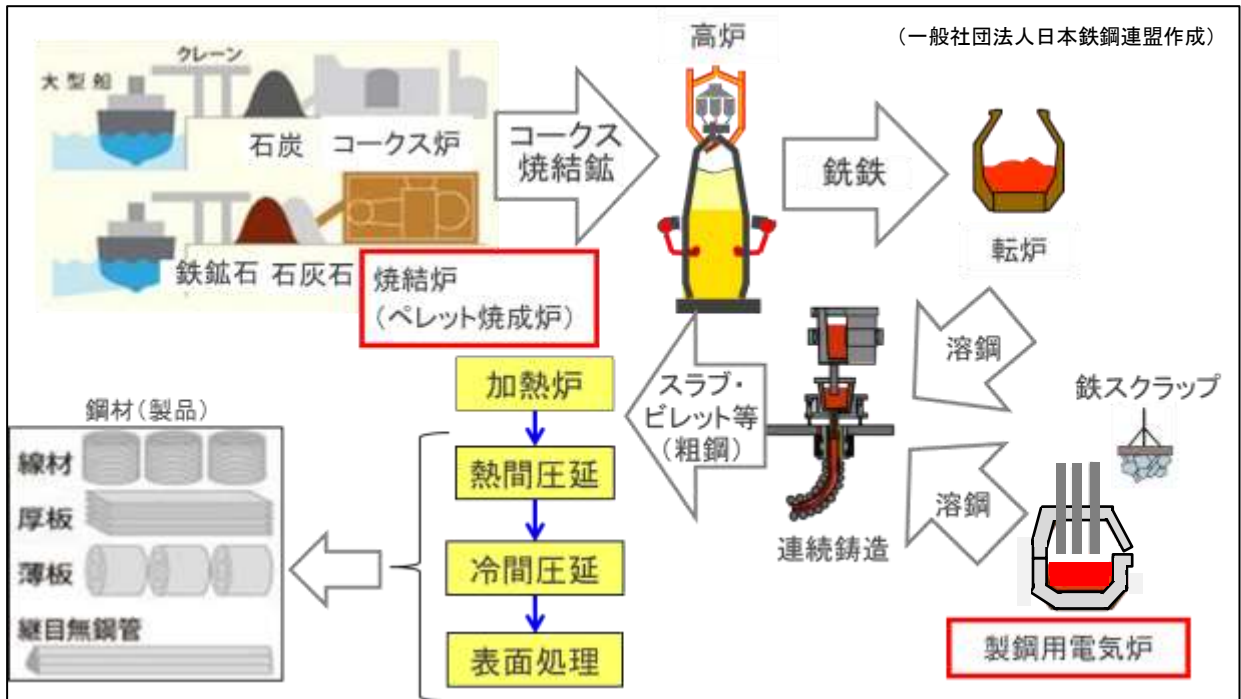 高炉
（一般社団法人日本鉄鋼連盟作成）
クレーン
大型船
石炭
コークス炉
コークス
焼結鉱
銑鉄
転炉
鉄鉱石
石灰石
焼結炉
（ペレット焼成炉）
溶鋼
鉄スクラップ
加熱炉
スラブ・
ビレット等
（粗鋼）
鋼材（製品）
線材
熱間圧延
厚板
溶鋼
連続鋳造
薄板
冷間圧延
継目無鋼管
表面処理
製鋼用電気炉